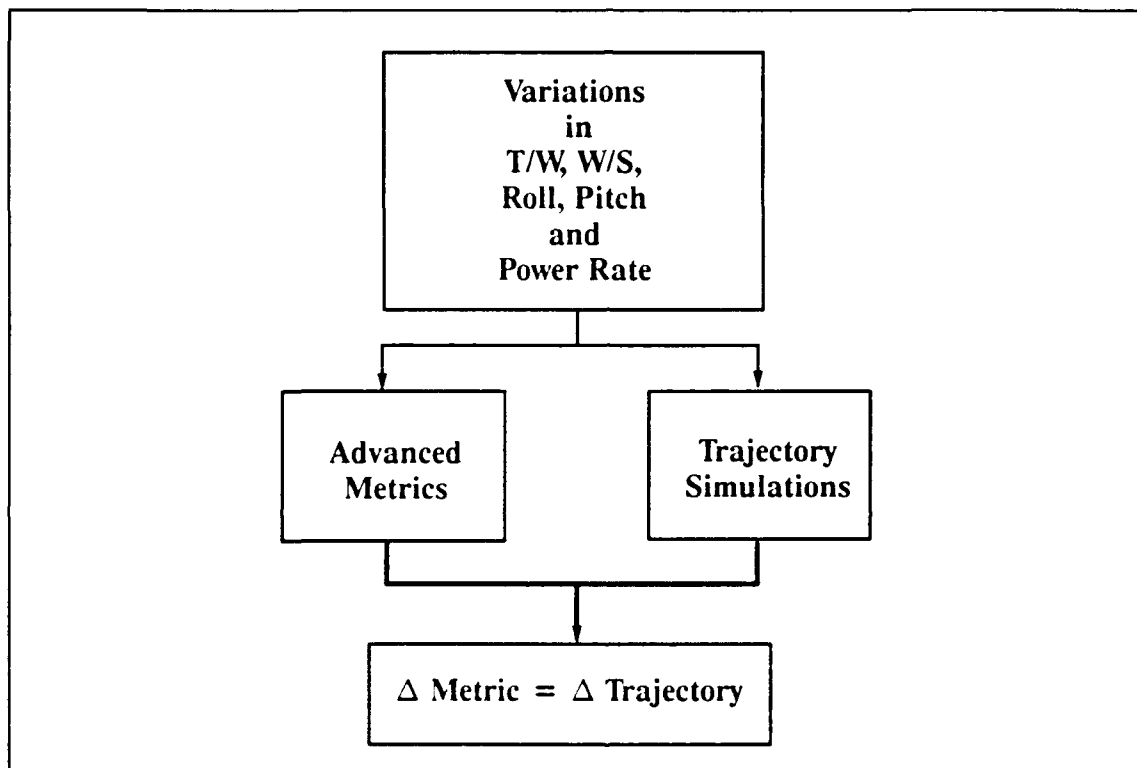 Variations
in
T/W, W/S,
Roll, Pitch
and
Power Rate
Advanced
Metrics
Trajectory
Simulations
Δ Metric = Δ Trajectory